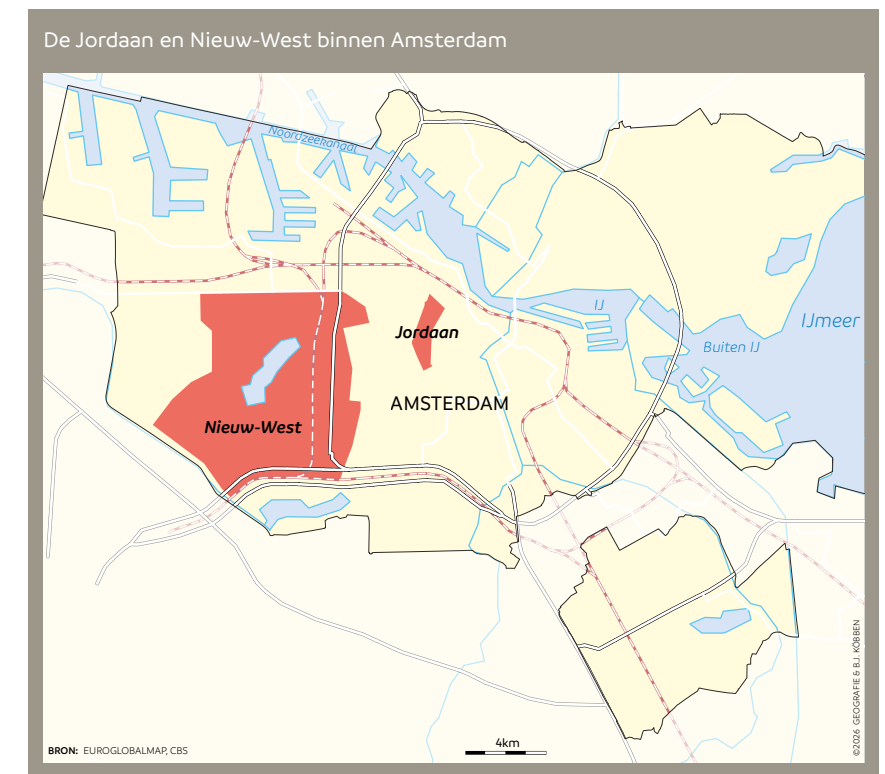 De Jordaan en Nieuw-West binnen Amsterdam
Noordzeekanaal
IJ
IJmeer
Jordaan
Buiten IJ
AMSTERDAM
Nieuw-West
4km
BRON: EUROGLOBALMAP, CBS
©2026 GEOGRAFIE & B.J. KÖBBEN